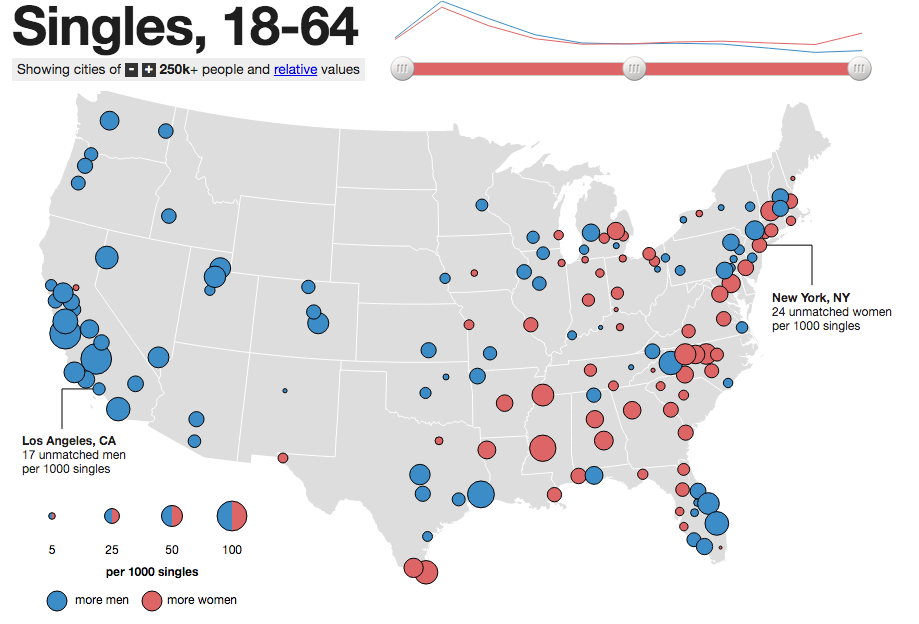 Singles, 18-64
Showing cities of - + 250k+ people and relative values
New York, NY
24 unmatched women
per 1000 singles
Los Angeles, CA
17 unmatched men
per 1000 singles
5 25 50 100
per 1000 singles
more men more women